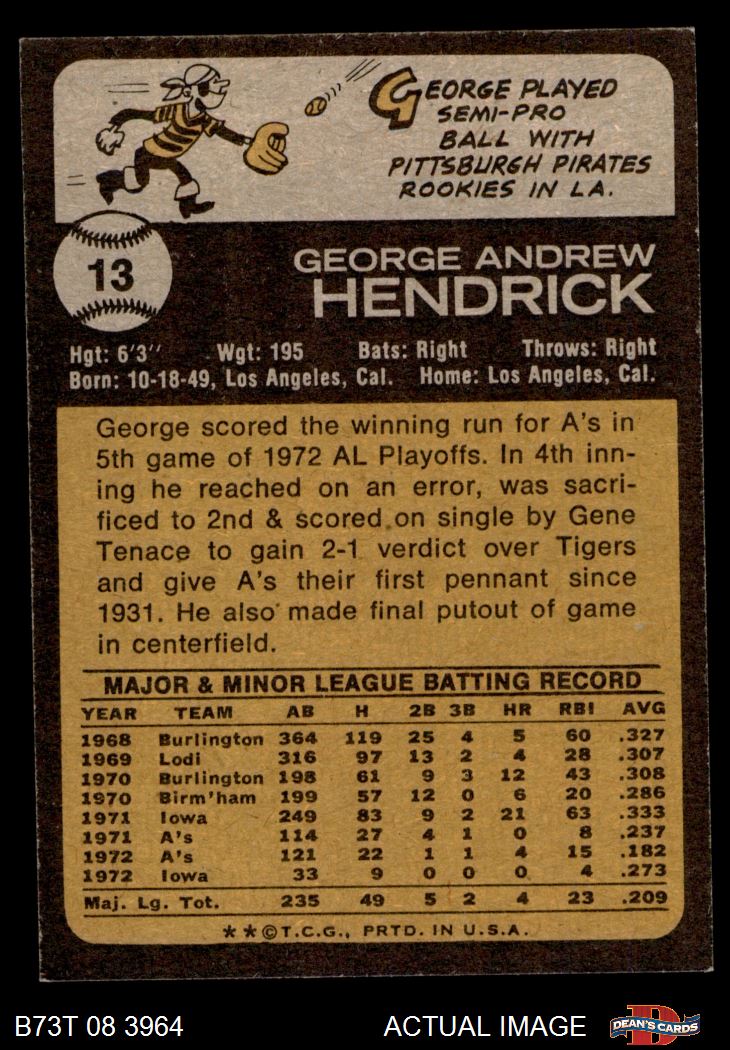 GEORGE PLAYED
SEMI-PRO
BALL WITH
PITTSBURGH PIRATES
ROOKIES IN L.A.
13
GEORGE ANDREW
HENDRICK
Hgt: 6'3'' Wgt: 195 Bats: Right Throws: Right
Born: 10-18-49, Los Angeles, Cal. Home: Los Angeles, Cal.
George scored the winning run for A's in
5th game of 1972 AL Playoffs. In 4th inn-
ing he reached on an error, was sacri-
ficed to 2nd & scored on single by Gene
Tenace to gain 2-1 verdict over Tigers
and give A's their first pennant since
1931. He also made final putout of game
in centerfield.
MAJOR & MINOR LEAGUE BATTING RECORD
YEAR TEAM AB H 2B 3B HR RBI AVG
1968 Burlington 364 119 25 4 5 60 .327
1969 Lodi 316 97 13 2 4 28 .307
1970 Burlington 198 61 9 3 12 43 .308
1970 Birm'ham 199 57 12 0 6 20 .286
1971 Iowa 249 83 9 2 21 63 .333
1971 A's 114 27 4 1 0 8 .237
1972 A's 121 22 1 1 4 15 .182
1972 Iowa 33 9 0 0 0 4 .273
Maj. Lg. Tot. 235 49 5 2 4 23 .209
**©T.C.G., PRTD. IN U.S.A.
B73T 08 3964 ACTUAL IMAGE DEAN'S CARDS